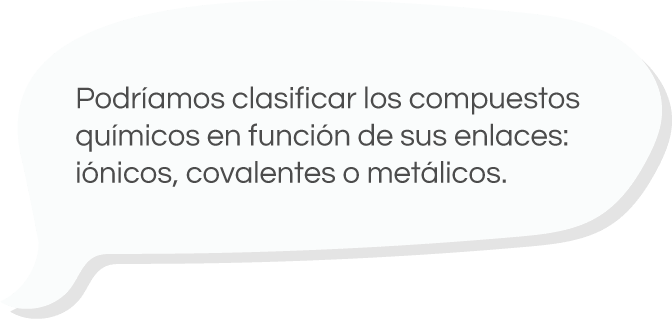 Podríamos clasificar los compuestos
químicos en función de sus enlaces:
iónicos, covalentes o metálicos.